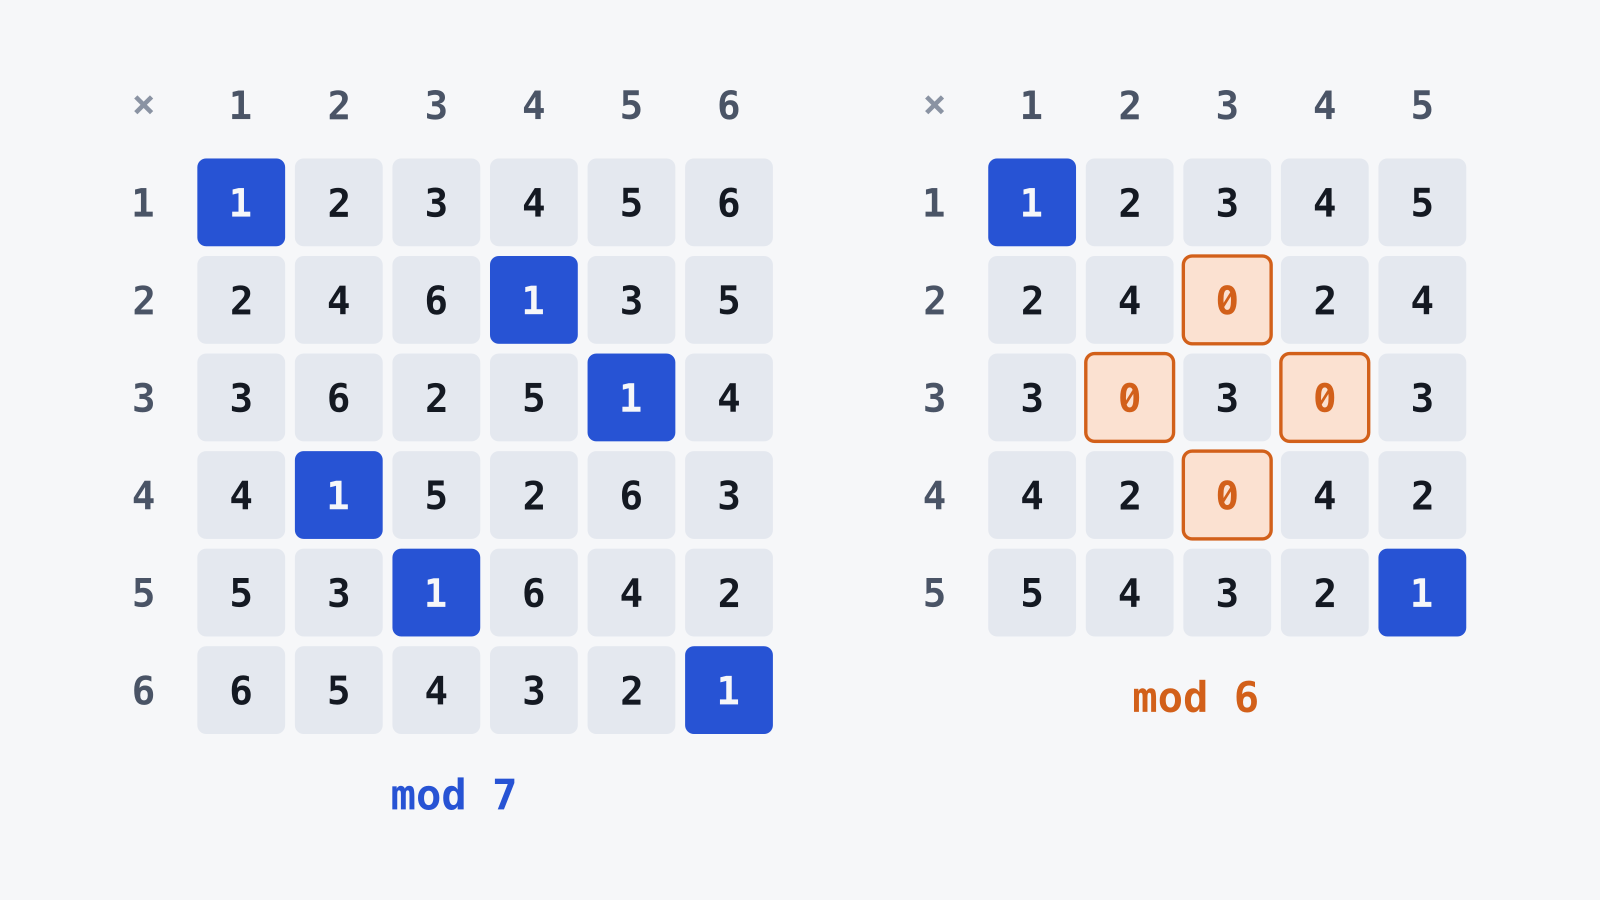 × 1 2 3 4 5 6
1 1 2 3 4 5 6
2 2 4 6 1 3 5
3 3 6 2 5 1 4
4 4 1 5 2 6 3
5 5 3 1 6 4 2
6 6 5 4 3 2 1
mod 7
× 1 2 3 4 5
1 1 2 3 4 5
2 2 4 0 2 4
3 3 0 3 0 3
4 4 2 0 4 2
5 5 4 3 2 1
mod 6